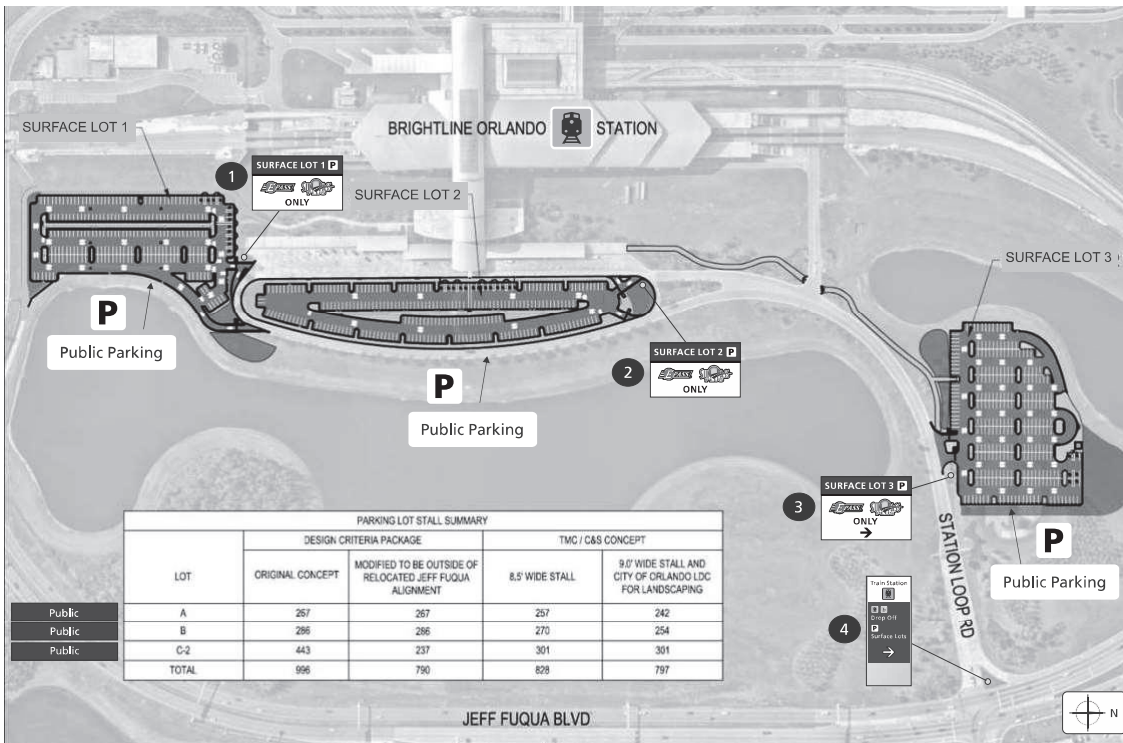 BRIGHTLINE ORLANDO STATION
SURFACE LOT 1
1
SURFACE LOT 1 P
EPASS
ONLY
SURFACE LOT 2
SURFACE LOT 3
P
Public Parking
P
Public Parking
2
SURFACE LOT 2 P
EPASS
ONLY
3
SURFACE LOT 3 P
EPASS
ONLY
→
P
Public Parking
STATION LOOP RD
4
Train Station
Drop Off
P
Surface Lots
→
PARKING LOT STALL SUMMARY
DESIGN CRITERIA PACKAGE TMC / C&S CONCEPT
LOT ORIGINAL CONCEPT MODIFIED TO BE OUTSIDE OF RELOCATED JEFF FUQUA ALIGNMENT 8.5' WIDE STALL 9.0' WIDE STALL AND CITY OF ORLANDO LDC FOR LANDSCAPING
Public A 267 267 257 242
Public B 286 286 270 254
Public C-2 443 237 301 301
TOTAL 996 790 828 797
JEFF FUQUA BLVD
N